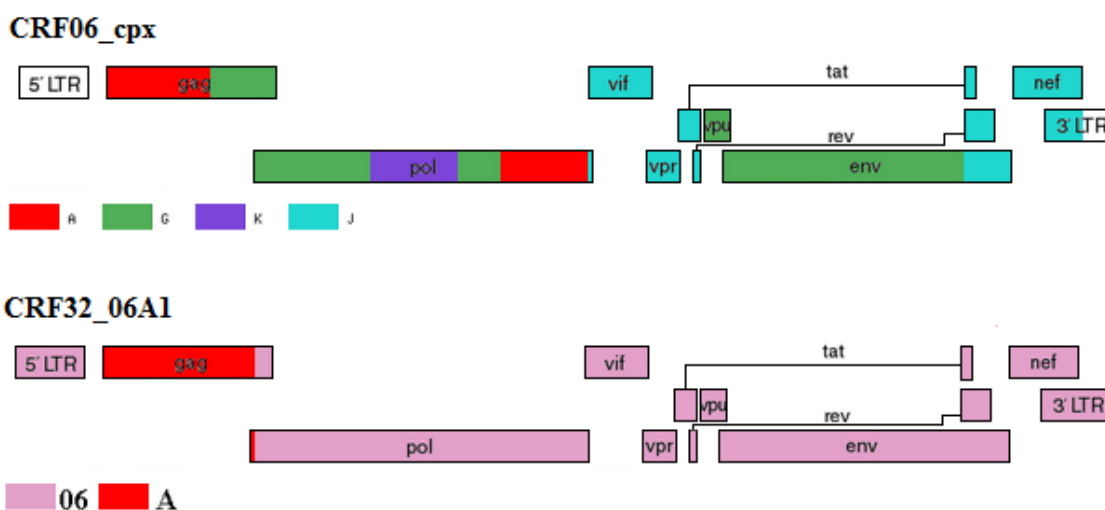 CRF06_cpx
5´ LTR gag vif tat nef
vpu rev 3´ LTR
pol vpr env
A G K J
CRF32_06A1
5´ LTR gag vif tat nef
vpu rev 3´ LTR
pol vpr env
06 A